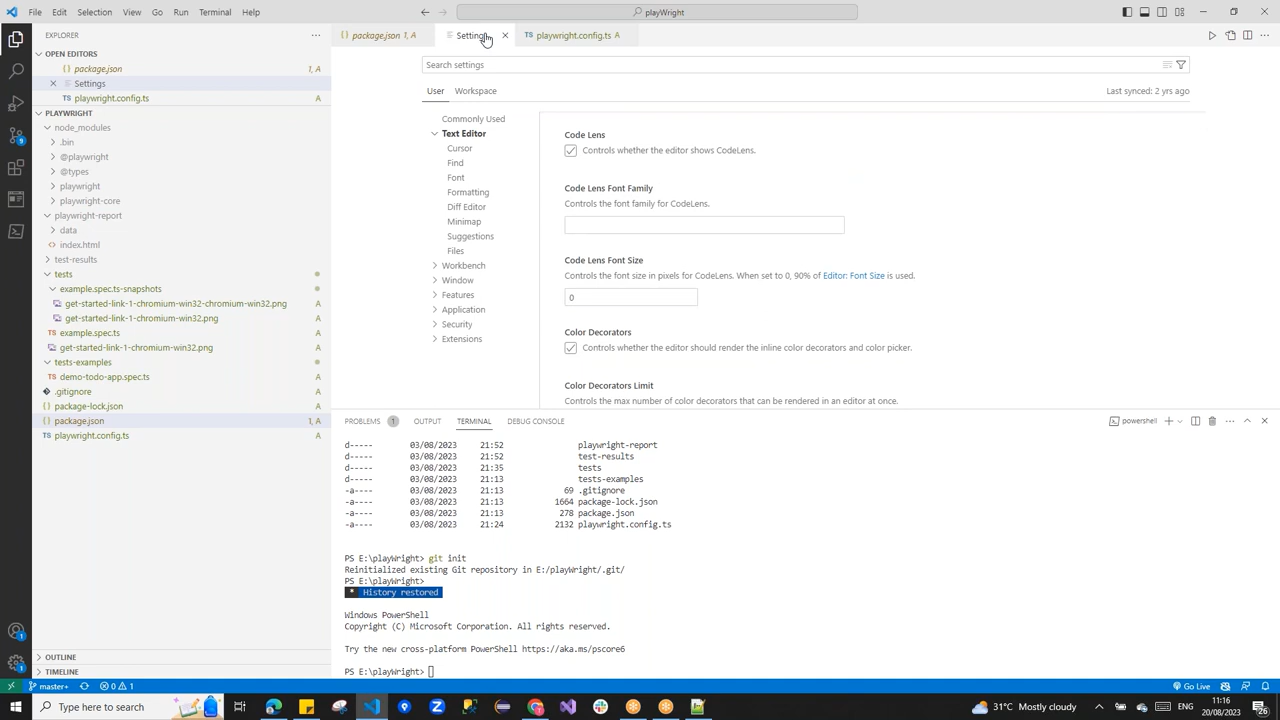 File Edit Selection View Go Run Terminal Help
playWright
EXPLORER
OPEN EDITORS
{} package.json 1, A
Settings
TS playwright.config.ts A
PLAYWRIGHT
node_modules
.bin
@playwright
@types
playwright
playwright-core
playwright-report
data
<> index.html
test-results
tests
example.spec.ts-snapshots
get-started-link-1-chromium-win32-chromium-win32.png A
get-started-link-1-chromium-win32.png A
TS example.spec.ts A
get-started-link-1-chromium-win32.png A
tests-examples
TS demo-todo-app.spec.ts A
.gitignore A
{} package-lock.json A
{} package.json 1, A
TS playwright.config.ts A
OUTLINE
TIMELINE
9
1
1
{} package.json 1, A
Settings
TS playwright.config.ts A
Search settings
User Workspace
Last synced: 2 yrs ago
Commonly Used
Text Editor
Cursor
Find
Font
Formatting
Diff Editor
Minimap
Suggestions
Files
Workbench
Window
Features
Application
Security
Extensions
Code Lens
Controls whether the editor shows CodeLens.
Code Lens Font Family
Controls the font family for CodeLens.
Code Lens Font Size
Controls the font size in pixels for CodeLens. When set to 0, 90% of Editor: Font Size is used.
0
Color Decorators
Controls whether the editor should render the inline color decorators and color picker.
Color Decorators Limit
Controls the max number of color decorators that can be rendered in an editor at once.
PROBLEMS 1 OUTPUT TERMINAL DEBUG CONSOLE
powershell
d----- 03/08/2023 21:52 playwright-report
d----- 03/08/2023 21:52 test-results
d----- 03/08/2023 21:35 tests
d----- 03/08/2023 21:13 tests-examples
-a---- 03/08/2023 21:13 69 .gitignore
-a---- 03/08/2023 21:13 1664 package-lock.json
-a---- 03/08/2023 21:13 278 package.json
-a---- 03/08/2023 21:24 2132 playwright.config.ts
PS E:\playWright> git init
Reinitialized existing Git repository in E:/playWright/.git/
PS E:\playWright>
* History restored
Windows PowerShell
Copyright (C) Microsoft Corporation. All rights reserved.
Try the new cross-platform PowerShell https://aka.ms/pscore6
PS E:\playWright>
master+ 0 1
Go Live
Type here to search
31°C Mostly cloudy
ENG
11:16
20/08/2023